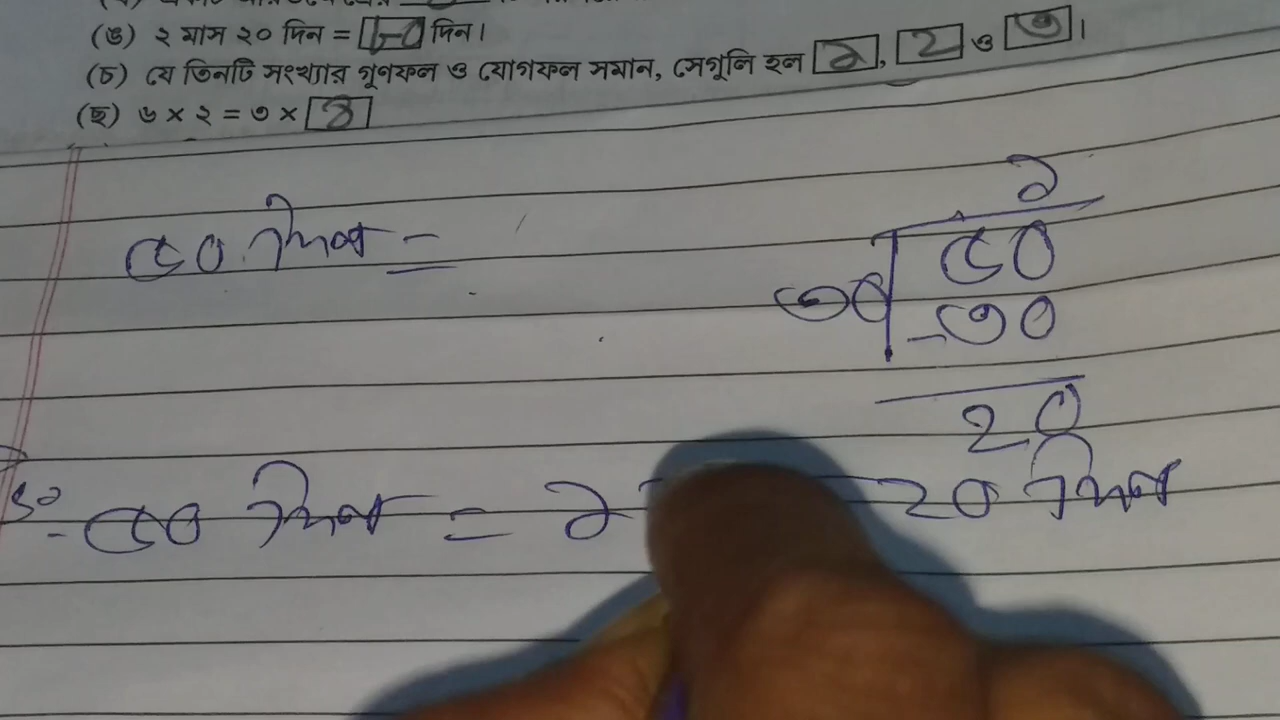 (ঙ) ২ মাস ২০ দিন = ৮০ দিন।
(চ) যে তিনটি সংখ্যার গুণফল ও যোগফল সমান, সেগুলি হল ১, ২ ও ৩।
(ছ) ৬ × ২ = ৩ × ৪
৫০ দিন =
১
৩০ ৫০
-৩০
২০
৫০ দিন = ১ ২০ দিন